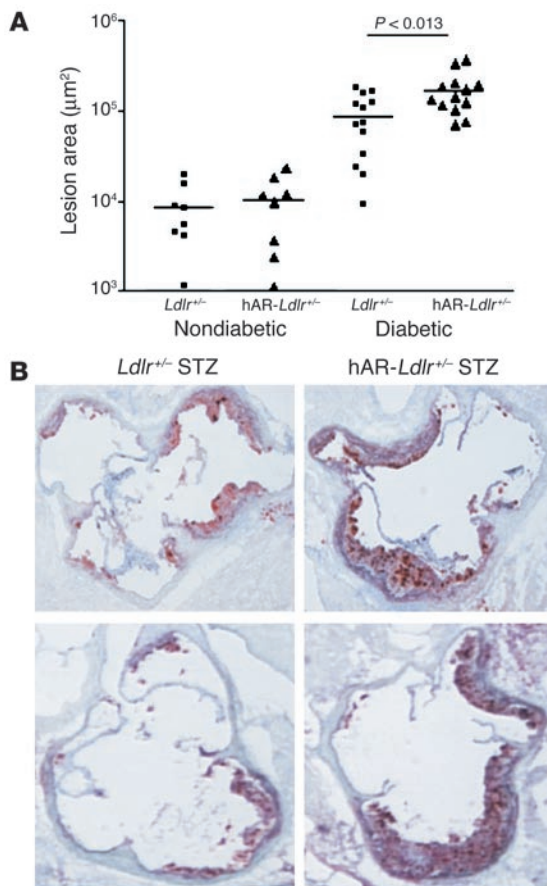 A
P < 0.013
Lesion area (μm²)
10⁶
10⁵
10⁴
10³
Ldlr⁺/⁻ hAR-Ldlr⁺/⁻ Ldlr⁺/⁻ hAR-Ldlr⁺/⁻
Nondiabetic Diabetic
B
Ldlr⁺/⁻ STZ hAR-Ldlr⁺/⁻ STZ